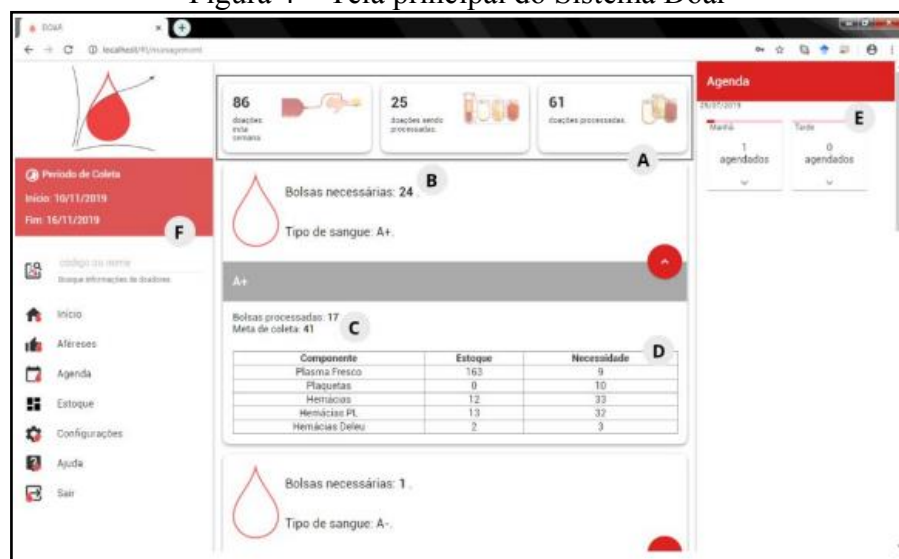 Figura 4 – Tela principal do Sistema Doar
DOAR
localhost/#!/management
Período de Coleta
Início: 10/11/2019
Fim: 16/11/2019
F
código ou nome
Busque informações de doadores
Início
Aféreses
Agenda
Estoque
Configurações
Ajuda
Sair
86
doações
esta
semana
25
doações sendo
processadas.
61
doações processadas.
A
Bolsas necessárias: 24 .
B
Tipo de sangue: A+.
A+
Bolsas processadas: 17
Meta de coleta: 41
C
D
Componente Estoque Necessidade
Plasma Fresco 163 9
Plaquetas 0 10
Hemácias 12 33
Hemácias PL 13 32
Hemácias Deleu 2 3
Bolsas necessárias: 1 .
Tipo de sangue: A-.
Agenda
E
Manhã Tarde
1 0
agendados agendados